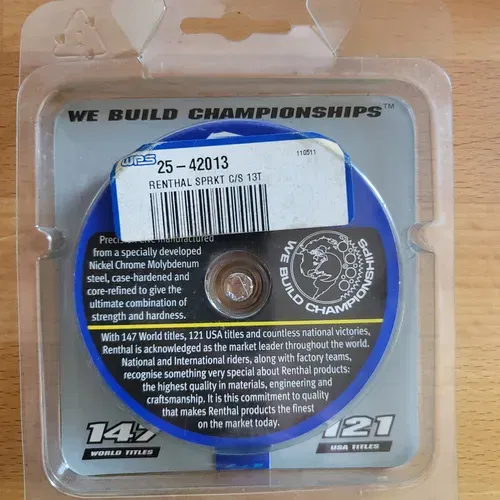 WE BUILD CHAMPIONSHIPS™
WPS 25-42013 110511
RENTHAL SPRKT C/S 13T
from a specially developed
Nickel Chrome Molybdenum
steel, case-hardened and
core-refined to give the
ultimate combination of
strength and hardness.
WE BUILD CHAMPIONSHIPS
With 147 World titles, 121 USA titles and countless national victories,
Renthal is acknowledged as the market leader throughout the world.
National and International riders, along with factory teams,
recognise something very special about Renthal products:
the highest quality in materials, engineering and
craftsmanship. It is this commitment to quality
that makes Renthal products the finest
on the market today.
147
WORLD TITLES
121
USA TITLES